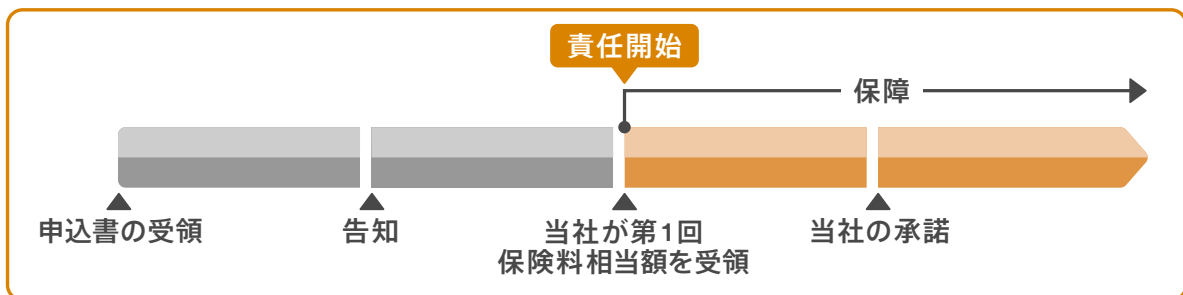 責任開始
保障
申込書の受領
告知
当社が第1回
保険料相当額を受領
当社の承諾